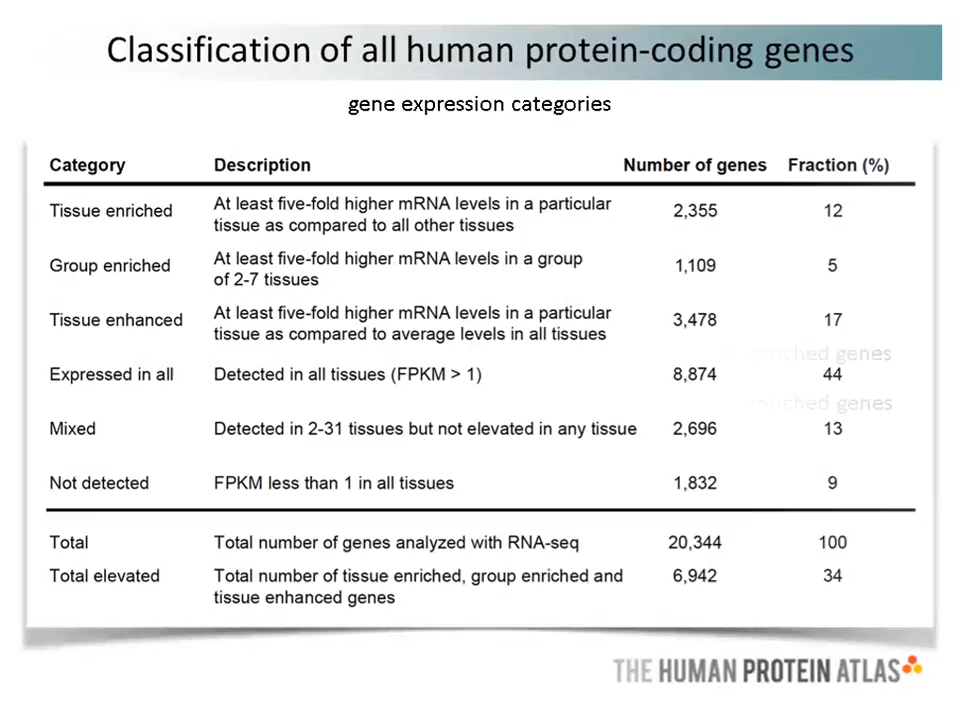 Classification of all human protein-coding genes
gene expression categories
Category Description Number of genes Fraction (%)
Tissue enriched At least five-fold higher mRNA levels in a particular 2,355 12
tissue as compared to all other tissues
Group enriched At least five-fold higher mRNA levels in a group 1,109 5
of 2-7 tissues
Tissue enhanced At least five-fold higher mRNA levels in a particular 3,478 17
tissue as compared to average levels in all tissues
genes
Expressed in all Detected in all tissues (FPKM > 1) 8,874 44
genes
Mixed Detected in 2-31 tissues but not elevated in any tissue 2,696 13
Not detected FPKM less than 1 in all tissues 1,832 9
Total Total number of genes analyzed with RNA-seq 20,344 100
Total elevated Total number of tissue enriched, group enriched and 6,942 34
tissue enhanced genes
THE HUMAN PROTEIN ATLAS